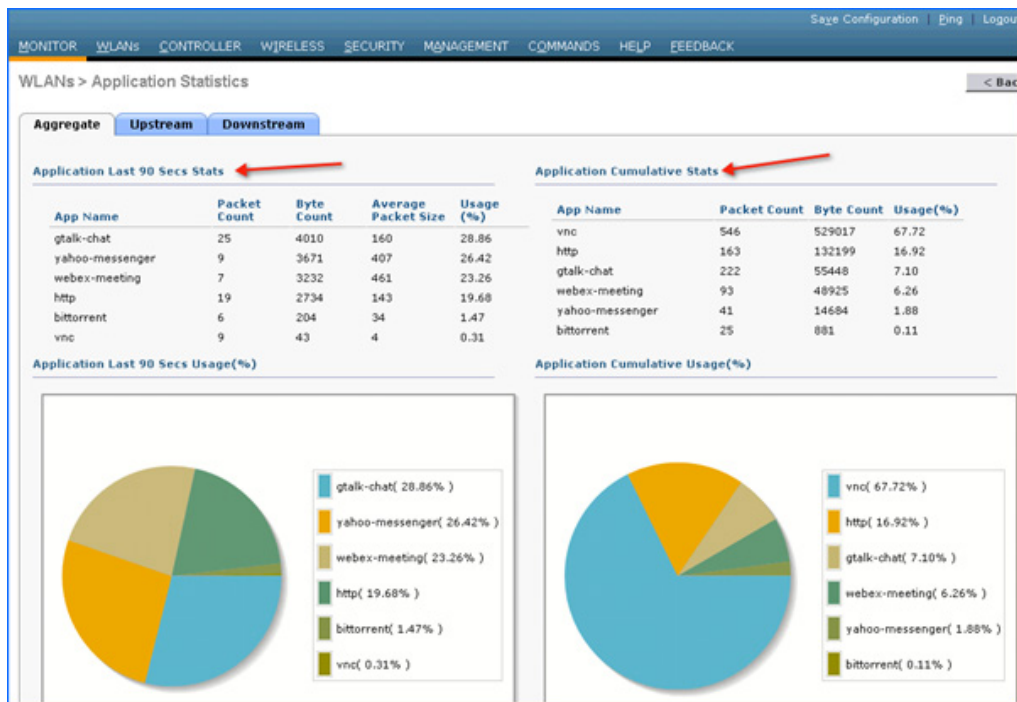 Save Configuration | Ping |
MONITOR WLANs CONTROLLER WIRELESS SECURITY MANAGEMENT COMMANDS HELP FEEDBACK
WLANs > Application Statistics
<
Aggregate Upstream Downstream
Application Last 90 Secs Stats
App Name Packet Count Byte Count Average Packet Size Usage (%)
gtalk-chat 25 4010 160 28.86
yahoo-messenger 9 3671 407 26.42
webex-meeting 7 3232 461 23.26
http 19 2734 143 19.68
bittorrent 6 204 34 1.47
vnc 9 43 4 0.31
Application Cumulative Stats
App Name Packet Count Byte Count Usage(%)
vnc 546 529017 67.72
http 163 132199 16.92
gtalk-chat 222 55448 7.10
webex-meeting 93 48925 6.26
yahoo-messenger 41 14684 1.88
bittorrent 25 881 0.11
Application Last 90 Secs Usage(%)
gtalk-chat( 28.86% )
yahoo-messenger( 26.42% )
webex-meeting( 23.26% )
http( 19.68% )
bittorrent( 1.47% )
vnc( 0.31% )
Application Cumulative Usage(%)
vnc( 67.72% )
http( 16.92% )
gtalk-chat( 7.10% )
webex-meeting( 6.26% )
yahoo-messenger( 1.88% )
bittorrent( 0.11% )